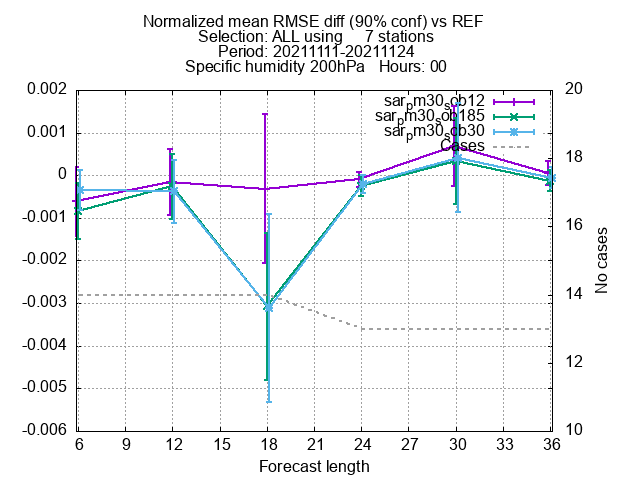 Normalized mean RMSE diff (90% conf) vs REF
Selection: ALL using     7 stations
Period: 20211111-20211124
Specific humidity 200hPa   Hours: 00
sarpm30sob12
sarpm30sob185
sarpm30sob30
Cases
0.002
0.001
0
-0.001
-0.002
-0.003
-0.004
-0.005
-0.006
20
18
16
14
12
10
No cases
6 9 12 15 18 21 24 27 30 33 36
Forecast length